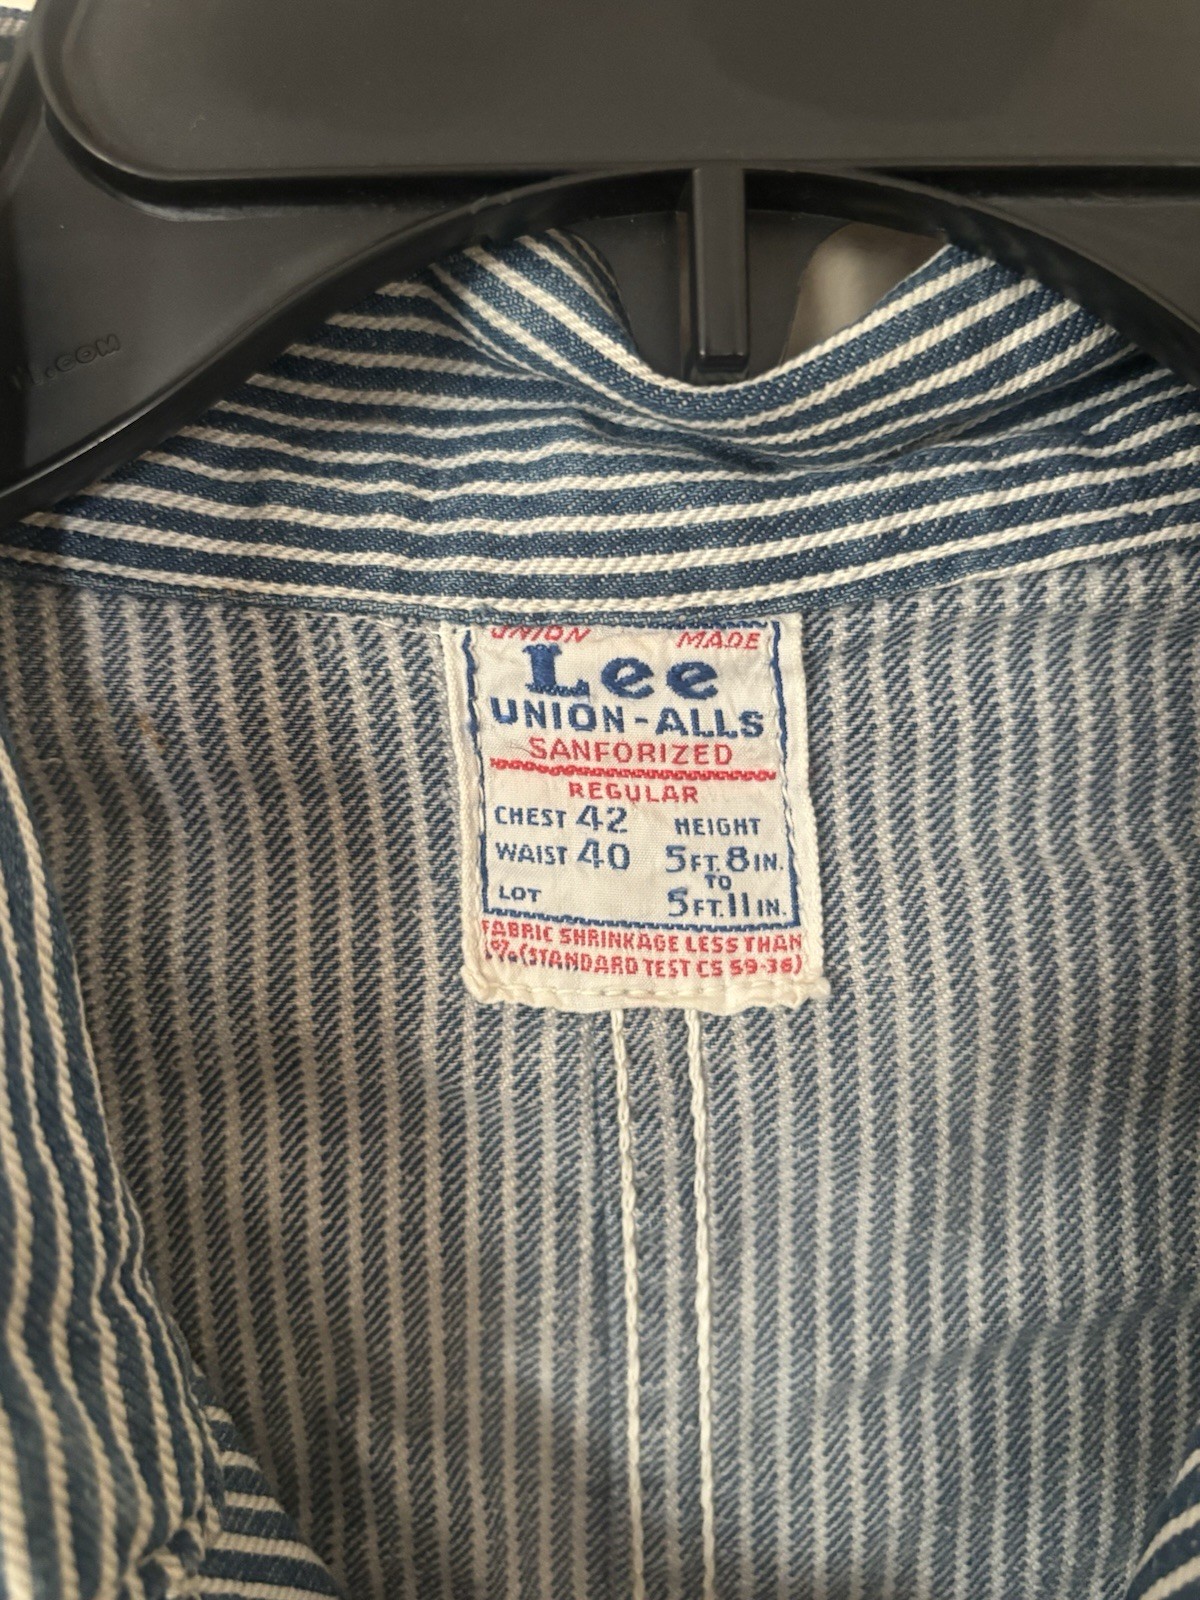 UNION MADE
Lee
UNION-ALLS
SANFORIZED
REGULAR
CHEST 42 HEIGHT
WAIST 40 5FT. 8IN.
TO
LOT 5FT. 11IN.
FABRIC SHRINKAGE LESS THAN
1% (STANDARD TEST CS 59-36)
.COM